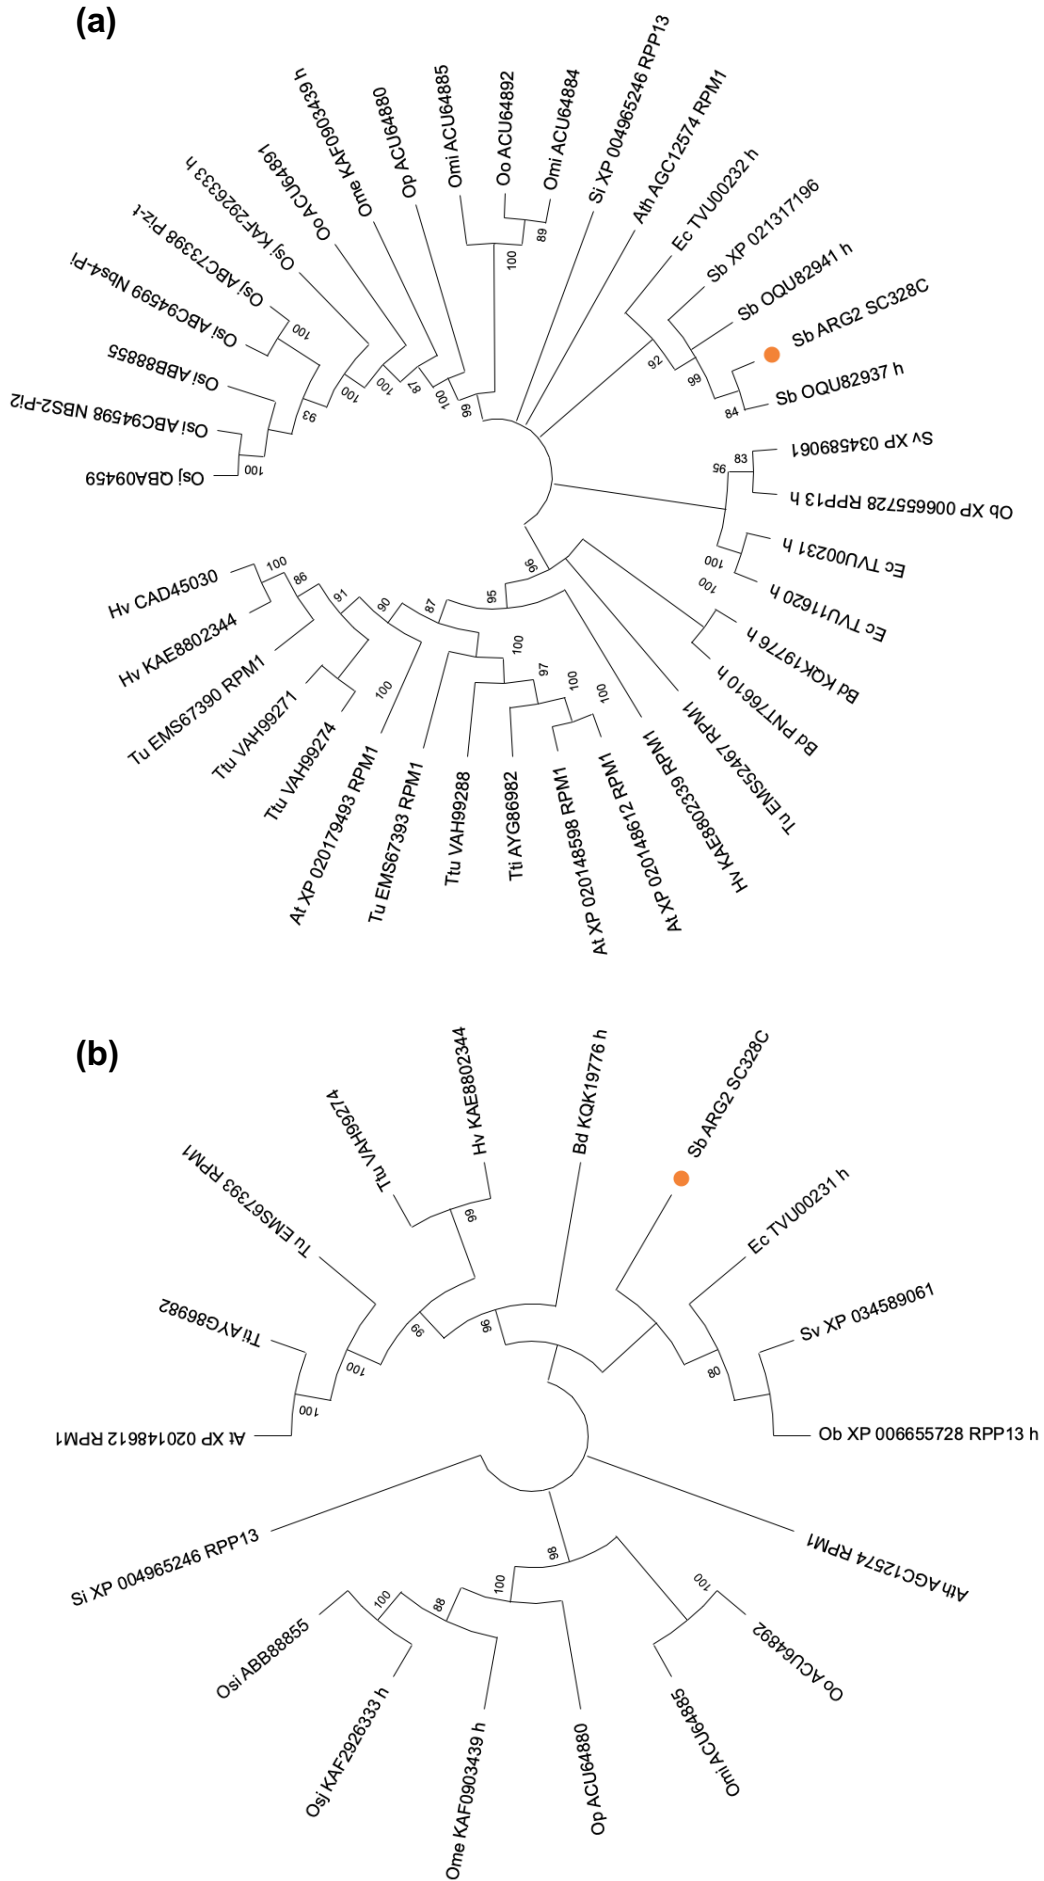 (a)
Osj QBA09459
Osi ABC94598 NBS2-Pi2
Osi ABB88855
Osi ABC94599 Nbs4-Pi
Osj ABC73398 Piz-t
Osj KAF2926333 h
Oo ACU64891
Ome KAF0903439 h
Op ACU64880
Omi ACU64885
Oo ACU64892
Omi ACU64884
Si XP 004965246 RPP13
Ath AGC12574 RPM1
Ec TVU00232 h
Sb XP 021317196
Sb OQU82941 h
Sb ARG2 SC328C
Sb OQU82937 h
Sv XP 034589061
Ob XP 006655728 RPP13 h
Ec TVU00231 h
Ec TVU11620 h
Bd KQK19776 h
Bd PNT76610 h
Tu EMS52467 RPM1
Hv KAE8802339 RPM1
At XP 020148612 RPM1
At XP 020148598 RPM1
Tti AYG86982
Ttu VAH99288
Tu EMS67393 RPM1
At XP 020179493 RPM1
Ttu VAH99274
Ttu VAH99271
Tu EMS67390 RPM1
Hv KAE8802344
Hv CAD45030
100
93
100
100
100
87
100
99
100
89
92
99
84
83
95
100
100
96
95
87
90
91
86
100
100
100
97
100
100
(b)
At XP 020148612 RPM1
Tti AYG86982
Tu EMS67393 RPM1
Ttu VAH99274
Hv KAE8802344
Bd KQK19776 h
Sb ARG2 SC328C
Ec TVU00231 h
Sv XP 034589061
Ob XP 006655728 RPP13 h
Ath AGC12574 RPM1
Oo ACU64892
Omi ACU64885
Op ACU64880
Ome KAF0903439 h
Osj KAF2926333 h
Osi ABB88855
Si XP 004965246 RPP13
99
99
96
100
100
80
98
100
100
88
100